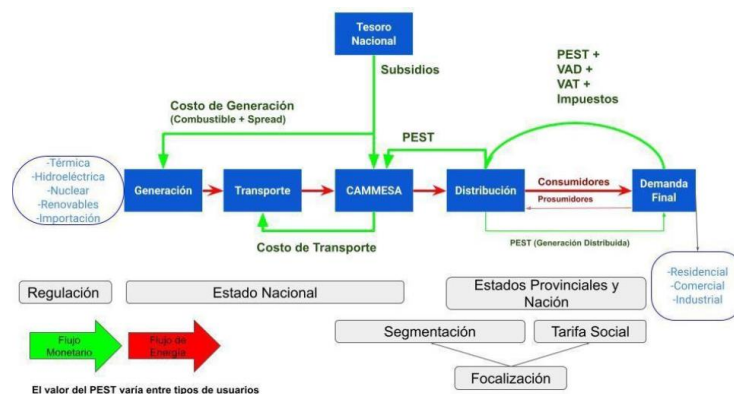 Tesoro
Nacional
Subsidios
PEST +
VAD +
VAT +
Impuestos
Costo de Generación
(Combustible + Spread)
PEST
-Térmica
-Hidroeléctrica
-Nuclear
-Renovables
-Importación
Generación
Transporte
CAMMESA
Distribución
Consumidores
Prosumidores
Demanda
Final
Costo de Transporte
PEST (Generación Distribuida)
-Residencial
-Comercial
-Industrial
Regulación
Estado Nacional
Estados Provinciales y
Nación
Segmentación
Tarifa Social
Focalización
Flujo
Monetario
Flujo de
Energía
El valor del PEST varía entre tipos de usuarios